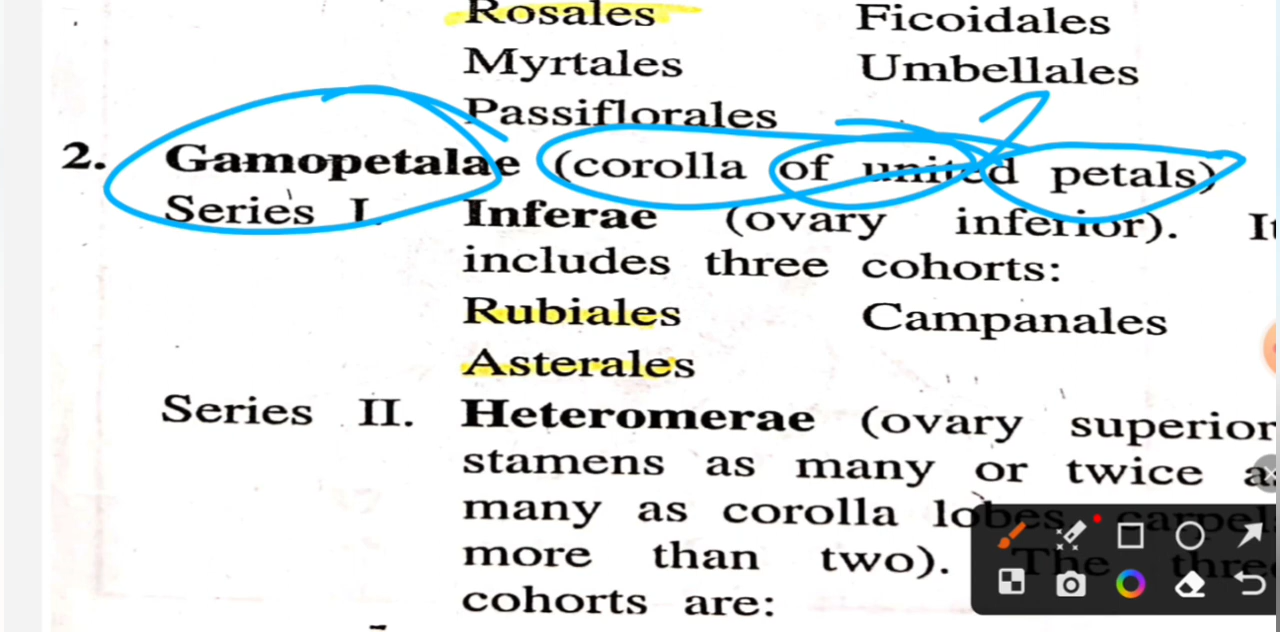 Rosales Ficoidales
Myrtales Umbellales
Passiflorales
2. Gamopetalae (corolla of united petals)
Series I. Inferae (ovary inferior). It
includes three cohorts:
Rubiales Campanales
Asterales
Series II. Heteromerae (ovary superior
stamens as many or twice as
many as corolla lobes, carpel
more than two). The three
cohorts are: